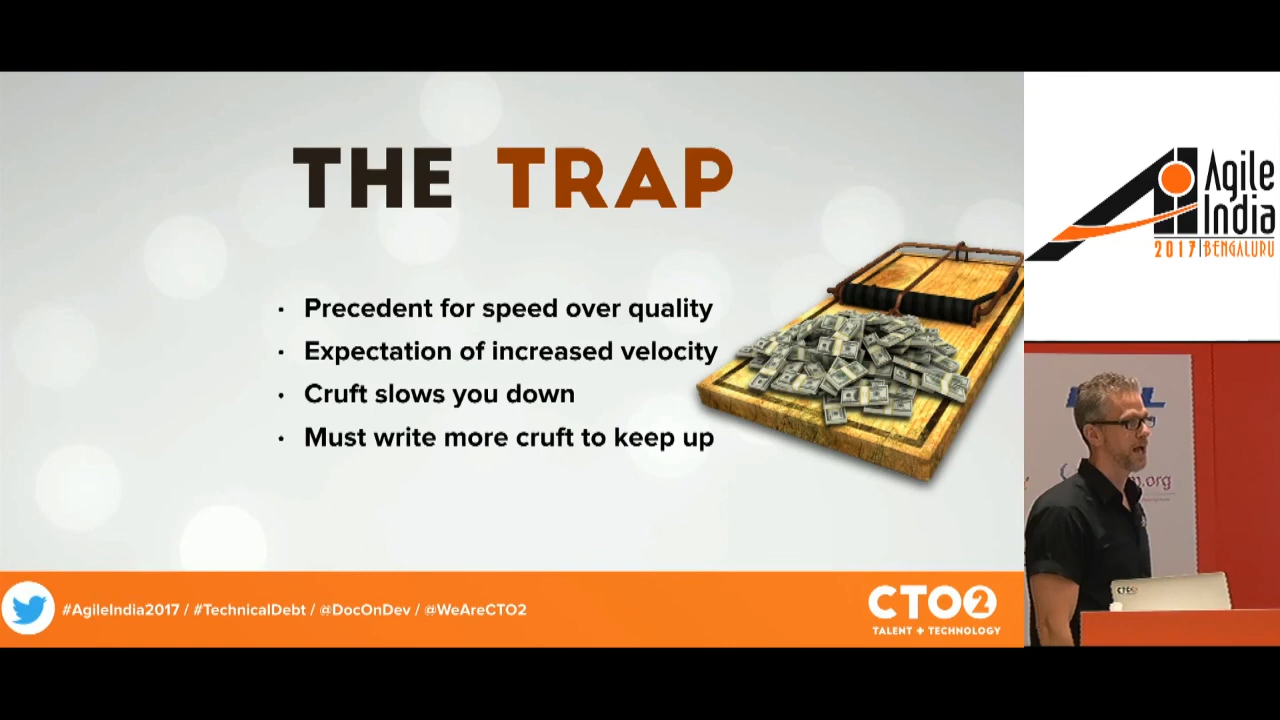 THE TRAP
· Precedent for speed over quality
· Expectation of increased velocity
· Cruft slows you down
· Must write more cruft to keep up
#AgileIndia2017 / #TechnicalDebt / @DocOnDev / @WeAreCTO2
CTO2
TALENT + TECHNOLOGY
Agile
India
2017 | BENGALURU